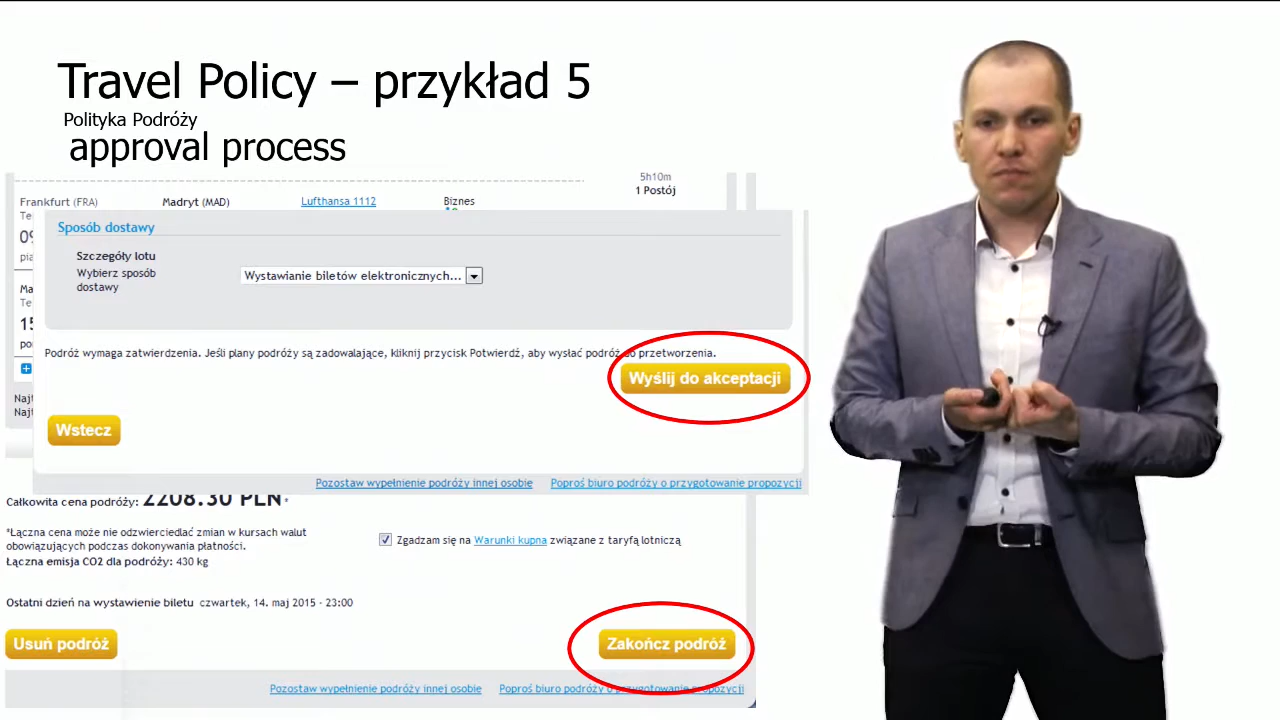 Travel Policy – przykład 5
Polityka Podróży
approval process
5h10m
1 Postój
Frankfurt (FRA) Madryt (MAD) Lufthansa 1112 Biznes
Sposób dostawy
Szczegóły lotu
Wybierz sposób
dostawy
Wystawianie biletów elektronicznych...
Podróż wymaga zatwierdzenia. Jeśli plany podróży są zadowalające, kliknij przycisk Potwierdź, aby wysłać podróż do przetworzenia.
Wyślij do akceptacji
Wstecz
Pozostaw wypełnienie podróży innej osobie Poproś biuro podróży o przygotowanie propozycji
Całkowita cena podróży: 2208.30 PLN*
*Łączna cena może nie odzwierciedlać zmian w kursach walut
obowiązujących podczas dokonywania płatności.
Zgadzam się na Warunki kupna związane z taryfą lotniczą
Łączna emisja CO2 dla podróży: 430 kg
Ostatni dzień na wystawienie biletu czwartek, 14. maj 2015 - 23:00
Usuń podróż Zakończ podróż
Pozostaw wypełnienie podróży innej osobie Poproś biuro podróży o przygotowanie propozycji